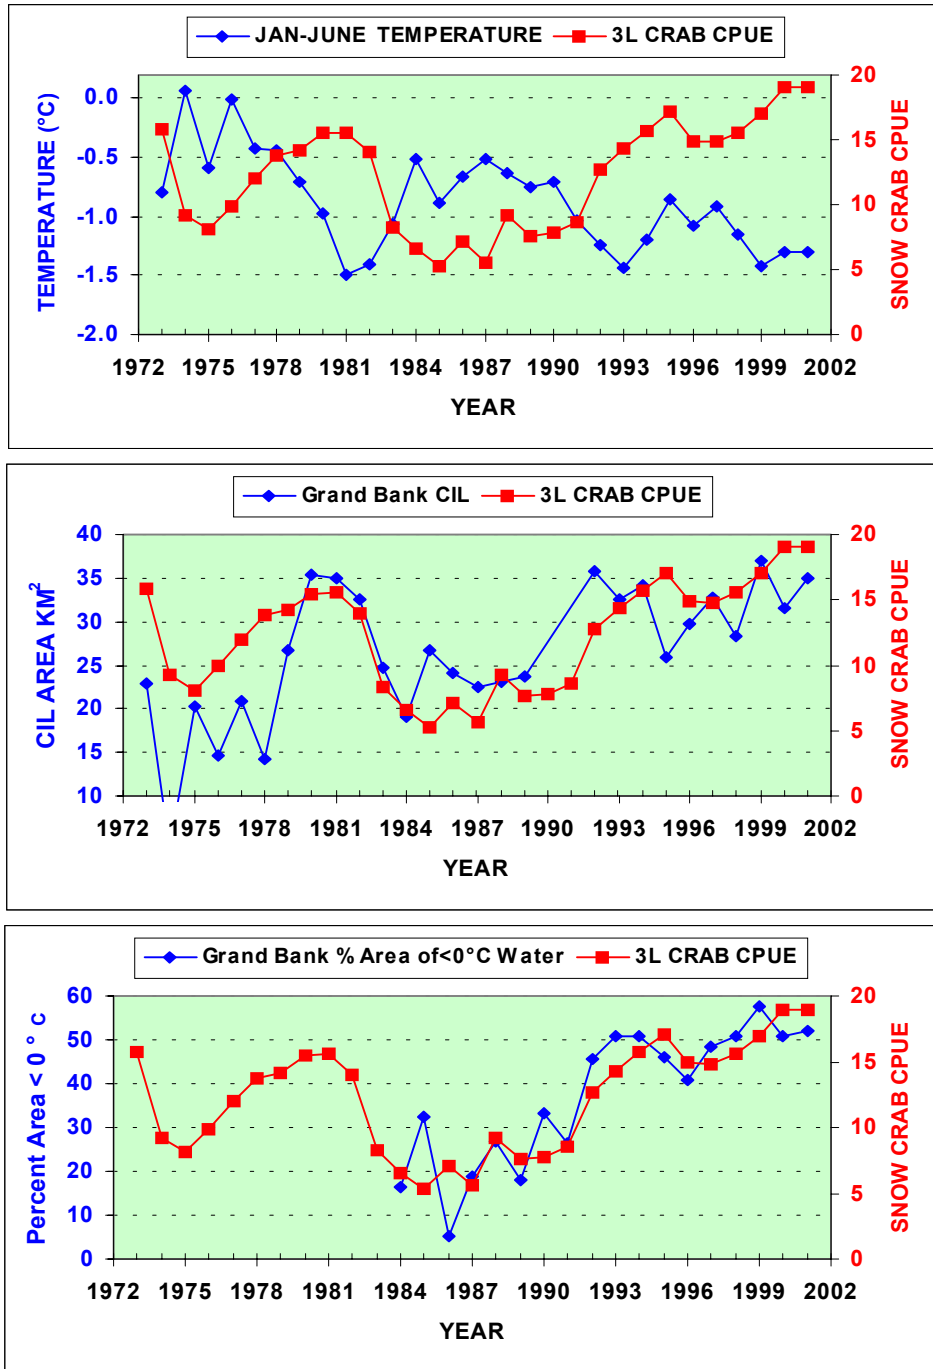 JAN-JUNE TEMPERATURE 3L CRAB CPUE
TEMPERATURE (°C)
0.0
-0.5
-1.0
-1.5
-2.0
20
15
10
5
0
SNOW CRAB CPUE
1972 1975 1978 1981 1984 1987 1990 1993 1996 1999 2002
YEAR
Grand Bank CIL 3L CRAB CPUE
CIL AREA KM²
40
35
30
25
20
15
10
20
15
10
5
0
SNOW CRAB CPUE
1972 1975 1978 1981 1984 1987 1990 1993 1996 1999 2002
YEAR
Grand Bank % Area of<0°C Water 3L CRAB CPUE
Percent Area < 0 ° C
60
50
40
30
20
10
0
20
15
10
5
0
SNOW CRAB CPUE
1972 1975 1978 1981 1984 1987 1990 1993 1996 1999 2002
YEAR